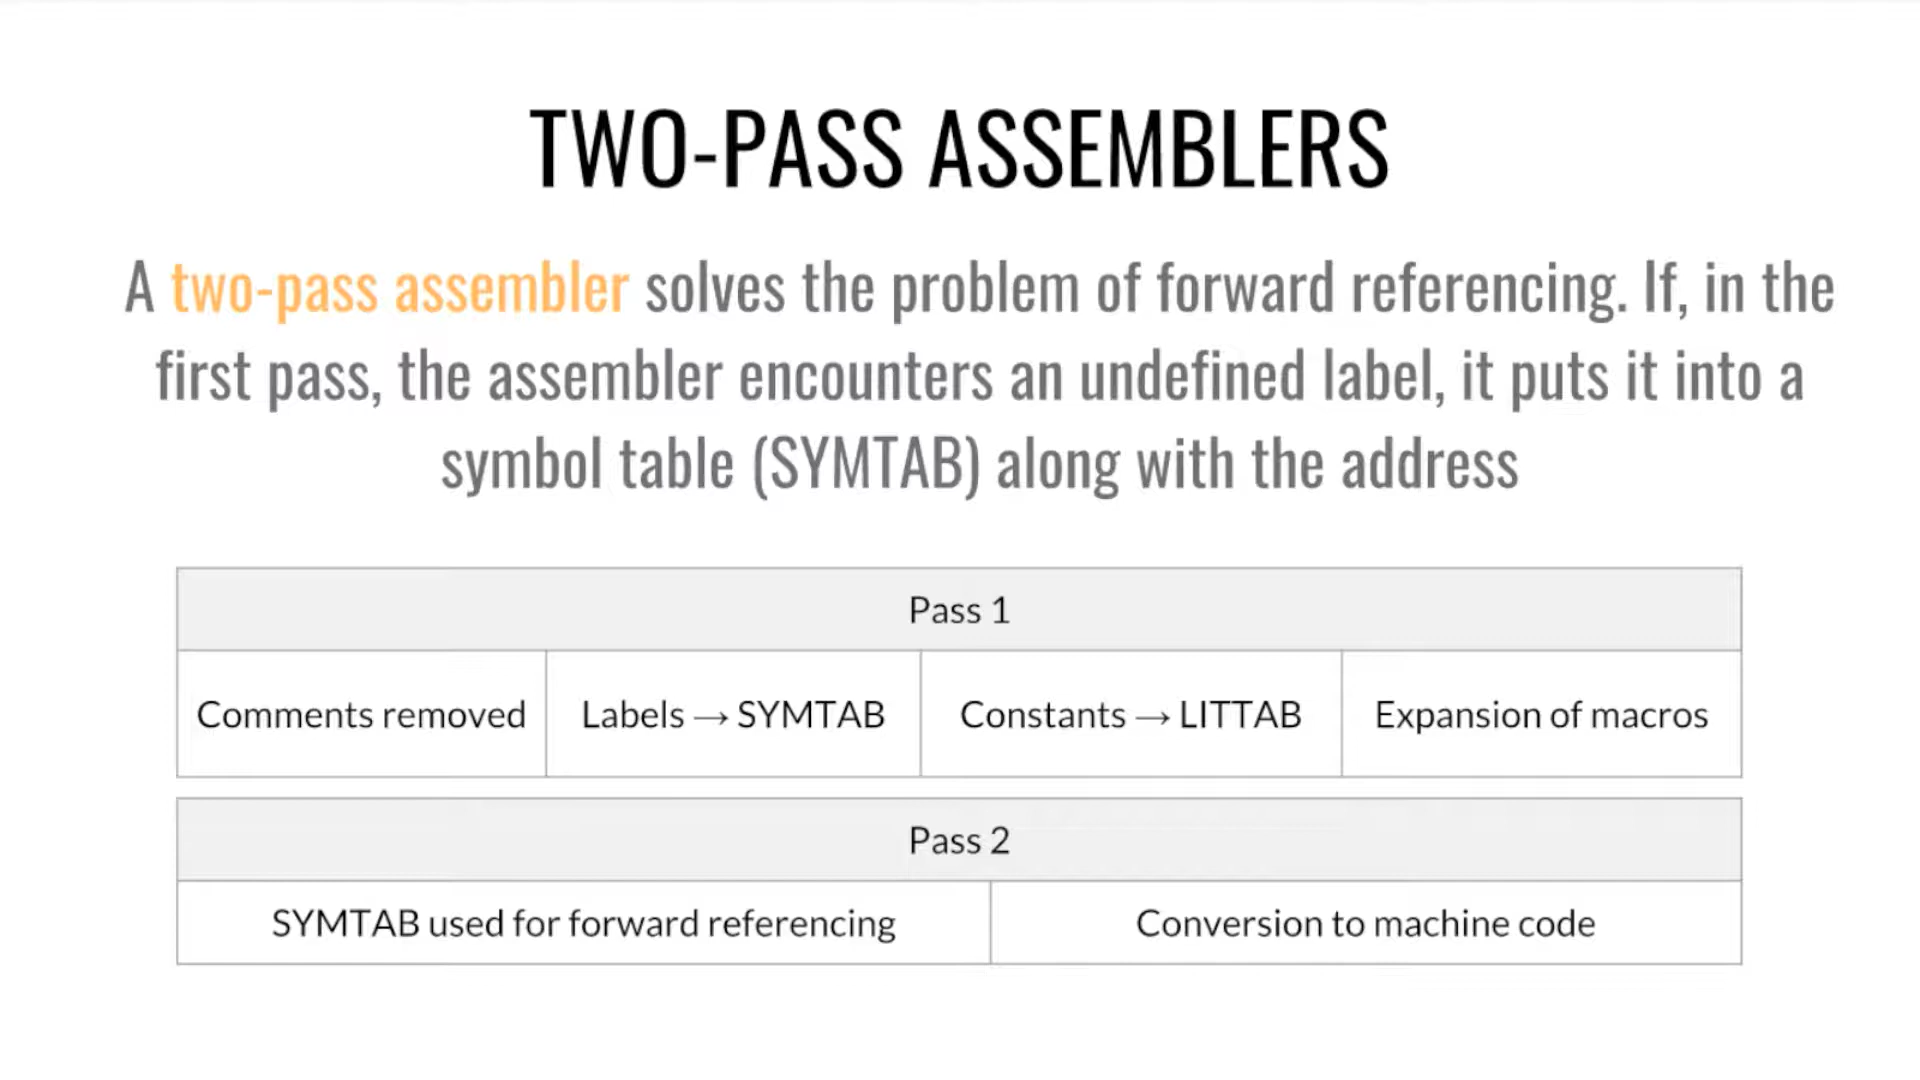 TWO-PASS ASSEMBLERS
A two-pass assembler solves the problem of forward referencing. If, in the
first pass, the assembler encounters an undefined label, it puts it into a
symbol table (SYMTAB) along with the address
Pass 1
Comments removed
Labels → SYMTAB
Constants → LITTAB
Expansion of macros
Pass 2
SYMTAB used for forward referencing
Conversion to machine code